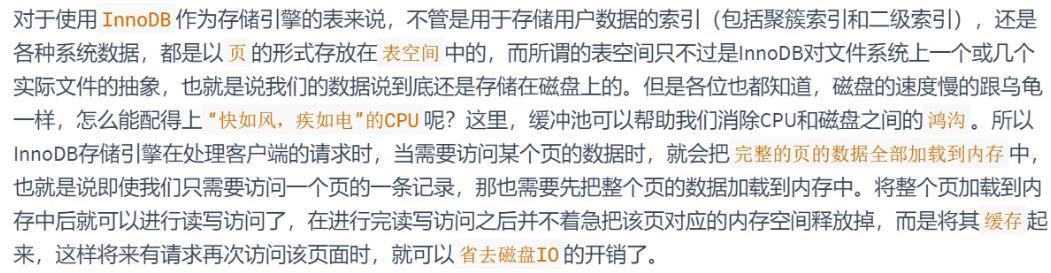 对于使用 InnoDB 作为存储引擎的表来说，不管是用于存储用户数据的索引（包括聚簇索引和二级索引），还是
各种系统数据，都是以 页 的形式存放在 表空间 中的，而所谓的表空间只不过是InnoDB对文件系统上一个或几个
实际文件的抽象，也就是说我们的数据说到底还是存储在磁盘上的。但是各位也都知道，磁盘的速度慢的跟乌龟
一样，怎么能配得上 “快如风，疾如电”的CPU 呢？这里，缓冲池可以帮助我们消除CPU和磁盘之间的 鸿沟 。所以
InnoDB存储引擎在处理客户端的请求时，当需要访问某个页的数据时，就会把 完整的页的数据全部加载到内存 中，
也就是说即使我们只需要访问一个页的一条记录，那也需要先把整个页的数据加载到内存中。将整个页加载到内
存中后就可以进行读写访问了，在进行完读写访问之后并不着急把该页对应的内存空间释放掉，而是将其 缓存 起
来，这样将来有请求再次访问该页面时，就可以 省去磁盘IO 的开销了。